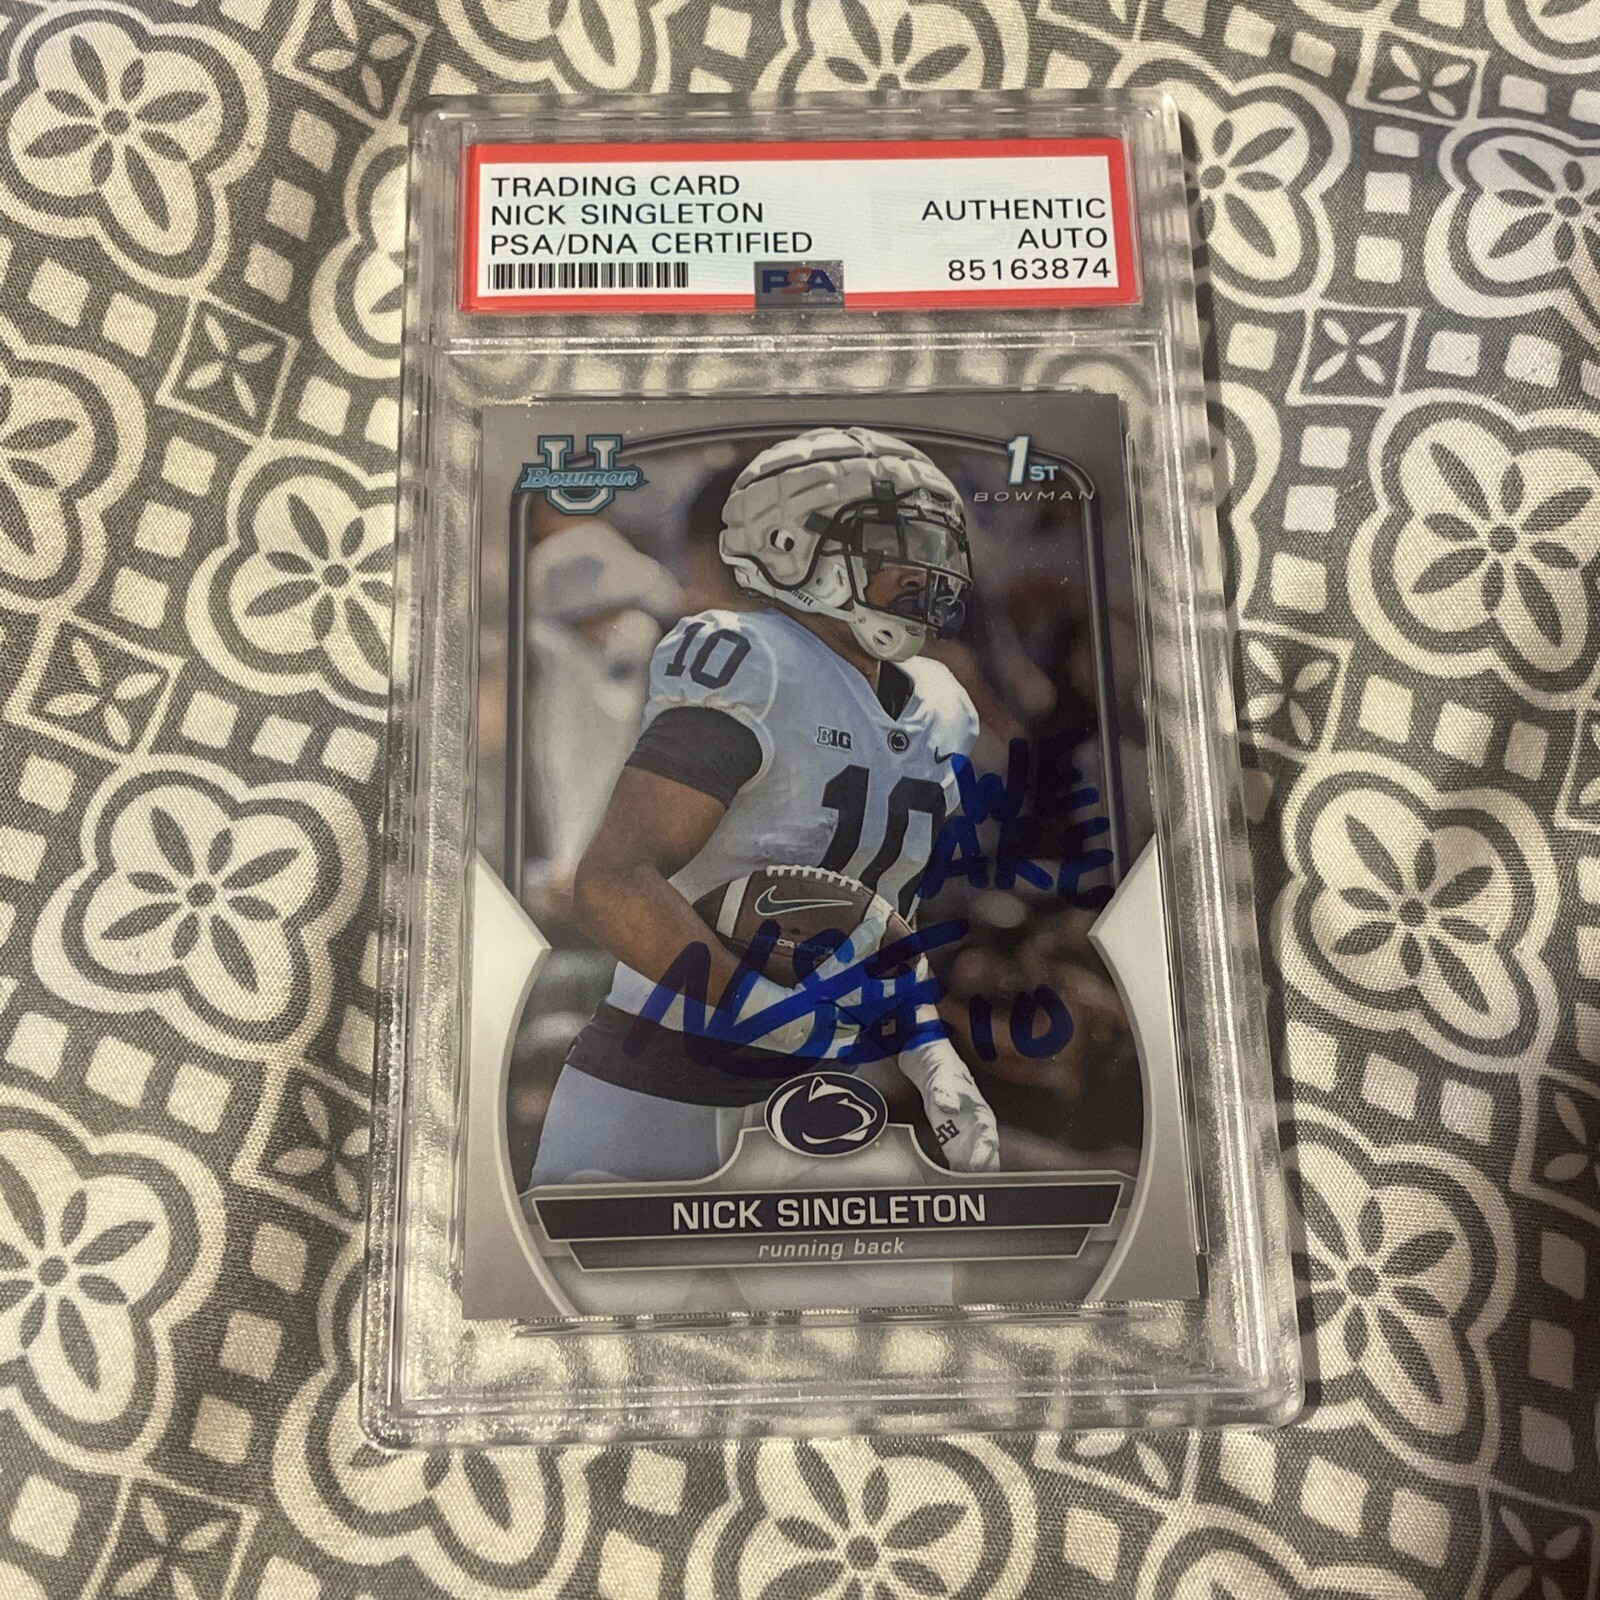 TRADING CARD
NICK SINGLETON
PSA/DNA CERTIFIED
AUTHENTIC
AUTO
85163874
PSA
U
Bowman
1ST
BOWMAN
10
BIG
10
WE
ARE
10
NICK SINGLETON
running back